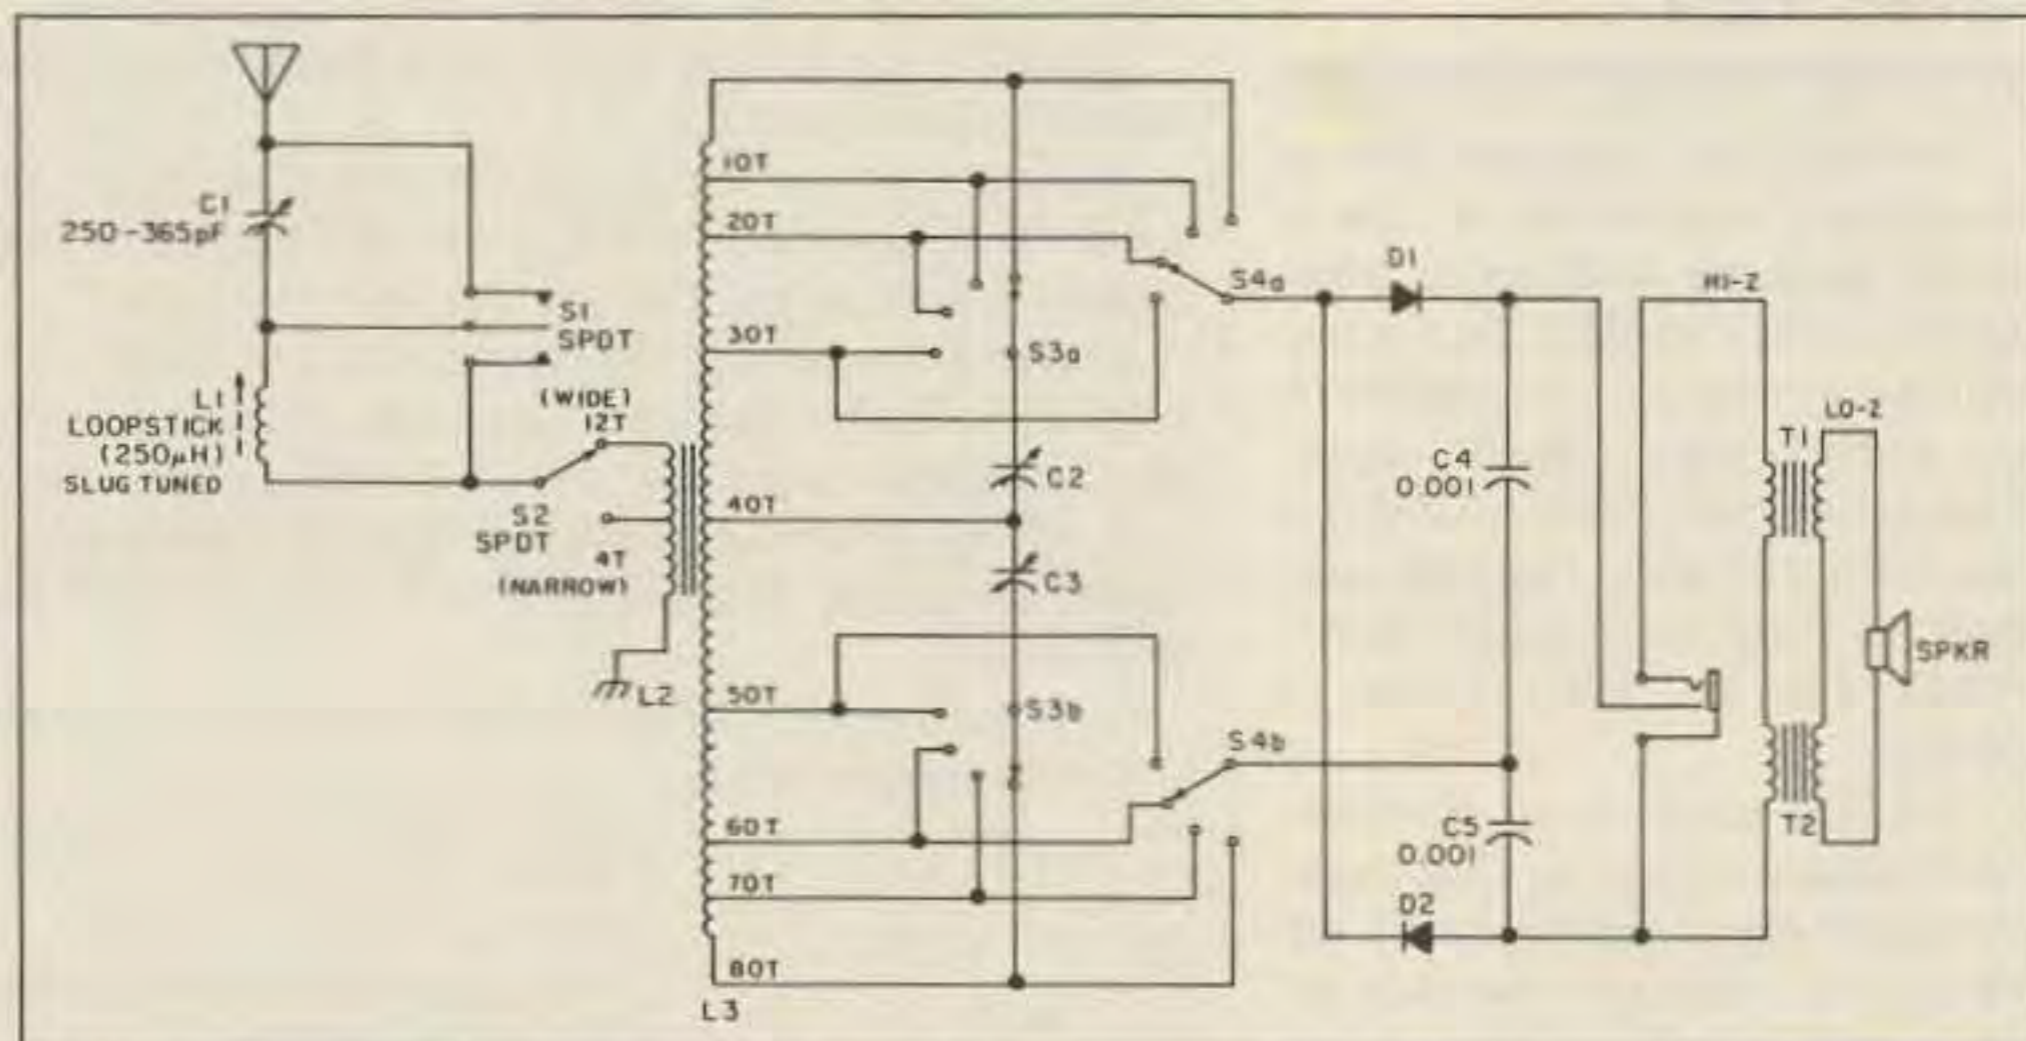 C1
250-365pF
S1
SPDT
L1
LOOPSTICK
(250μH)
SLUG TUNED
(WIDE)
12T
S2
SPDT
4T
(NARROW)
L2
10T
20T
30T
40T
50T
60T
70T
80T
L3
S3a
C2
C3
S3b
S4a
S4b
D1
C4
0.001
C5
0.001
D2
HI-Z
LO-Z
T1
T2
SPKR